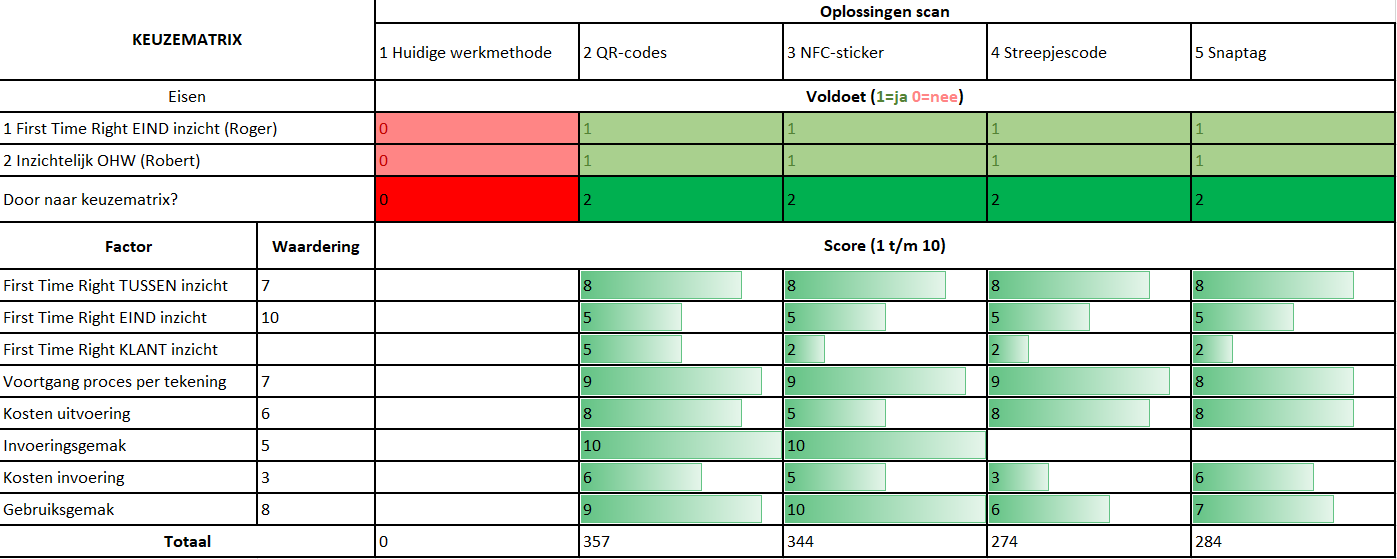 KEUZEMATRIX
Oplossingen scan
1 Huidige werkmethode 2 QR-codes 3 NFC-sticker 4 Streepjescode 5 Snaptag
Eisen Voldoet (1=ja 0=nee)
1 First Time Right EIND inzicht (Roger) 0 1 1 1 1
2 Inzichtelijk OHW (Robert) 0 1 1 1 1
Door naar keuzematrix? 0 2 2 2 2
Factor Waardering Score (1 t/m 10)
First Time Right TUSSEN inzicht 7 8 8 8 8
First Time Right EIND inzicht 10 5 5 5 5
First Time Right KLANT inzicht 5 2 2 2
Voortgang proces per tekening 7 9 9 9 8
Kosten uitvoering 6 8 5 8 8
Invoeringsgemak 5 10 10
Kosten invoering 3 6 5 3 6
Gebruiksgemak 8 9 10 6 7
Totaal 0 357 344 274 284